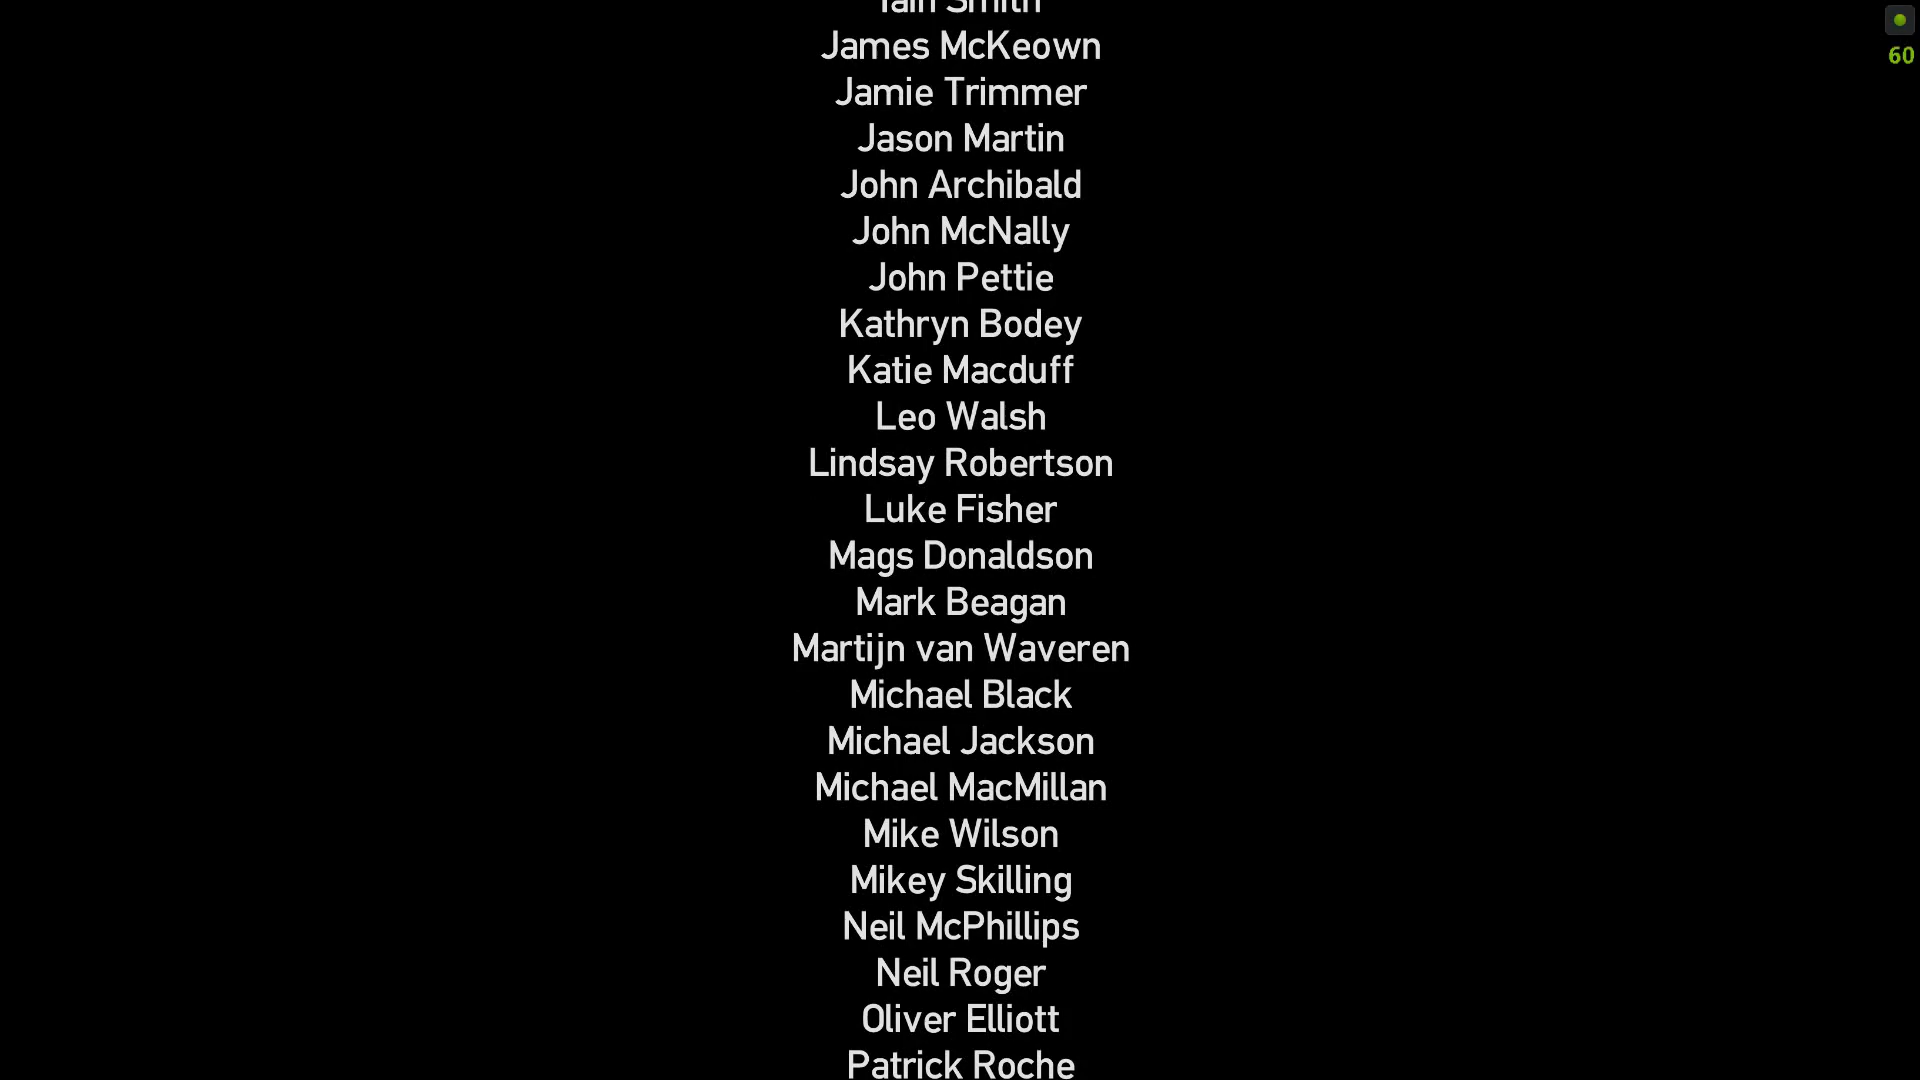 Iain Smith
60
James McKeown
Jamie Trimmer
Jason Martin
John Archibald
John McNally
John Pettie
Kathryn Bodey
Katie Macduff
Leo Walsh
Lindsay Robertson
Luke Fisher
Mags Donaldson
Mark Beagan
Martijn van Waveren
Michael Black
Michael Jackson
Michael MacMillan
Mike Wilson
Mikey Skilling
Neil McPhillips
Neil Roger
Oliver Elliott
Patrick Roche